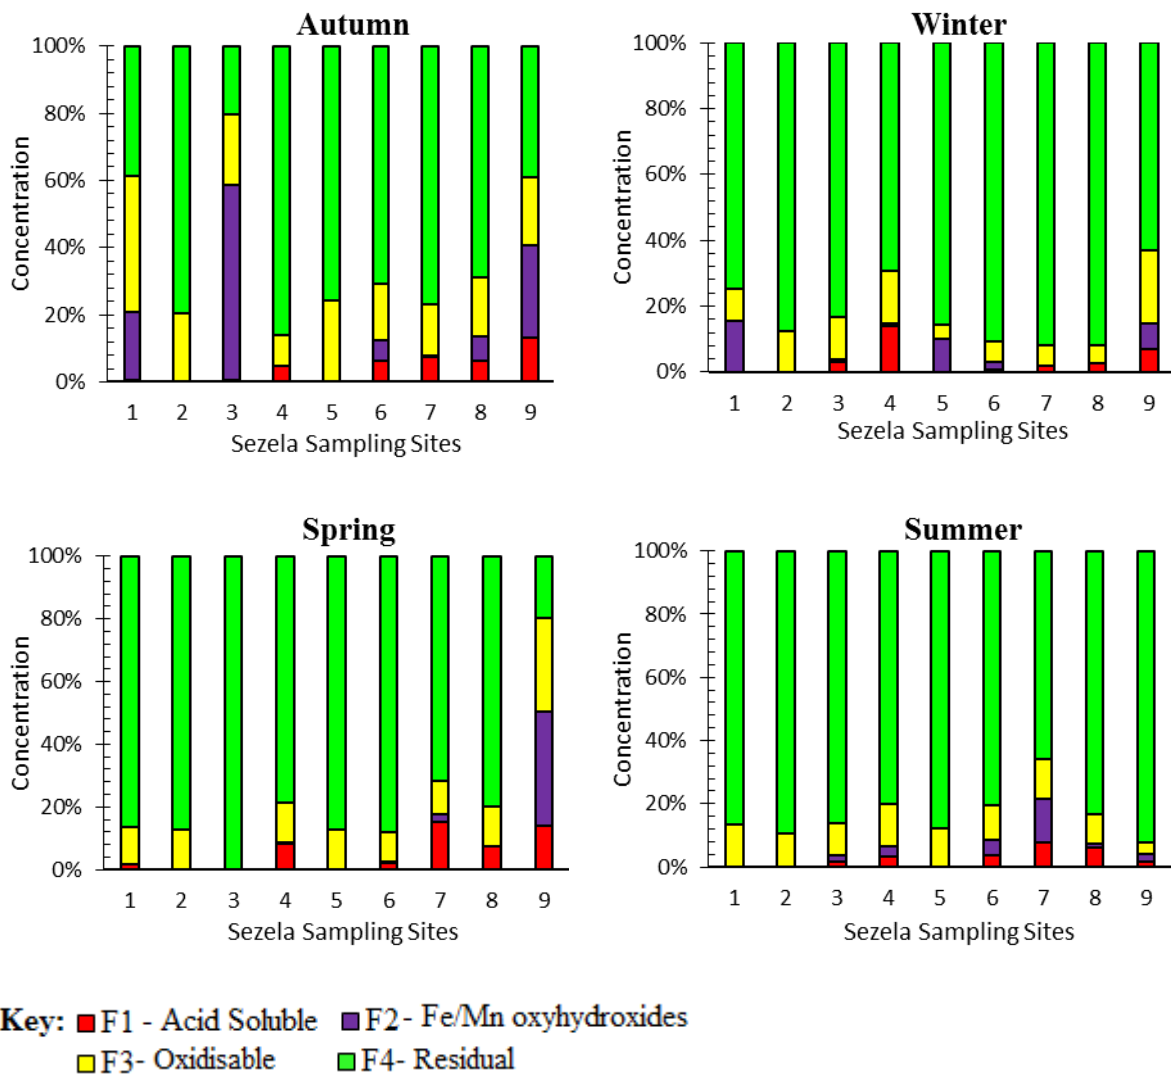 Autumn
100%
80%
60%
40%
20%
0%
Concentration
1 2 3 4 5 6 7 8 9
Sezela Sampling Sites
Winter
100%
80%
60%
40%
20%
0%
Concentration
1 2 3 4 5 6 7 8 9
Sezela Sampling Sites
Spring
100%
80%
60%
40%
20%
0%
Concentration
1 2 3 4 5 6 7 8 9
Sezela Sampling Sites
Summer
100%
80%
60%
40%
20%
0%
Concentration
1 2 3 4 5 6 7 8 9
Sezela Sampling Sites
Key: F1 - Acid Soluble F2- Fe/Mn oxyhydroxides
F3- Oxidisable F4- Residual